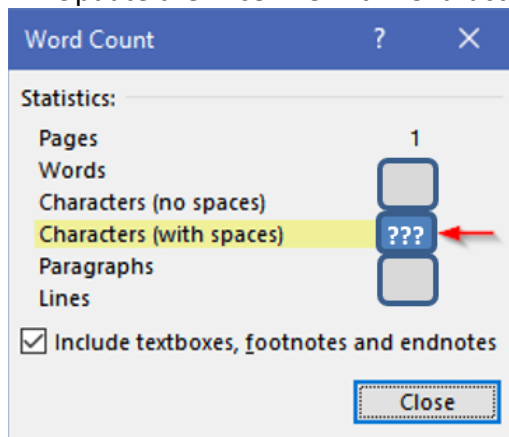 Word Count ? ×
Statistics:
Pages 1
Words
Characters (no spaces)
Characters (with spaces) ???
Paragraphs
Lines
Include textboxes, footnotes and endnotes
Close